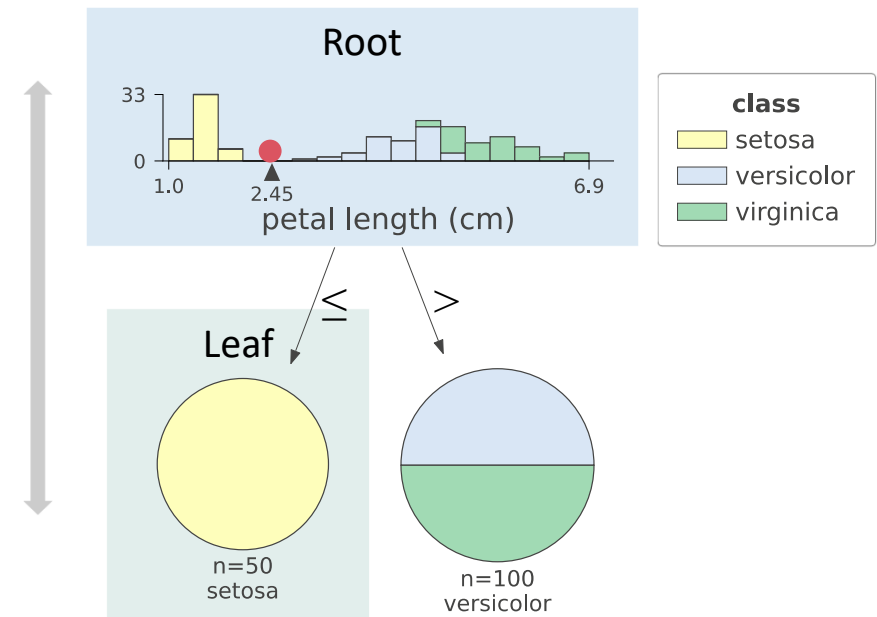 Root
33
0
1.0
2.45
6.9
petal length (cm)
class
setosa
versicolor
virginica
≤
>
Leaf
n=50
setosa
n=100
versicolor